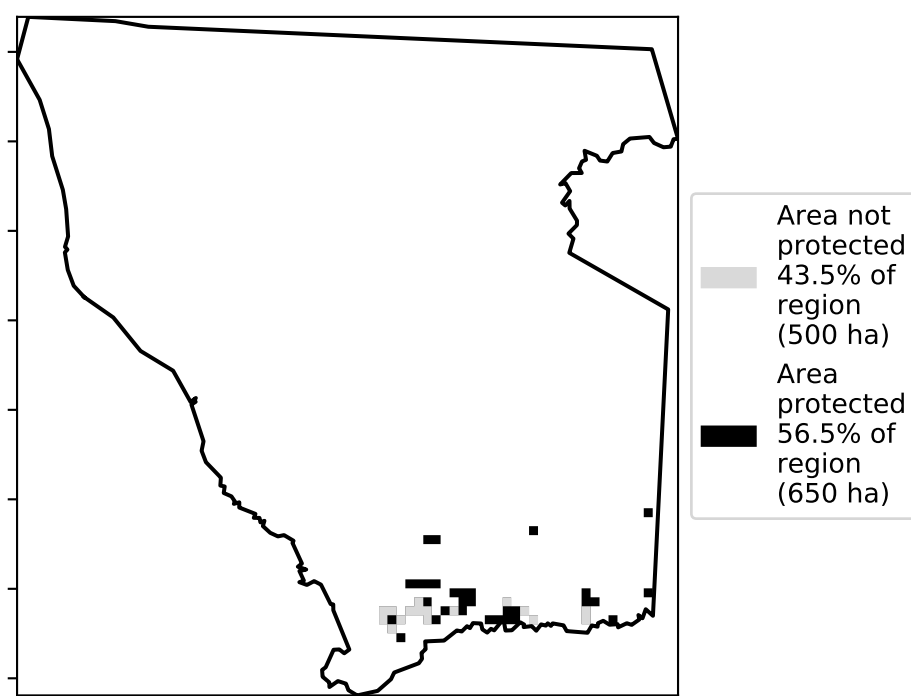 Area not
protected
43.5% of
region
(500 ha)
Area
protected
56.5% of
region
(650 ha)